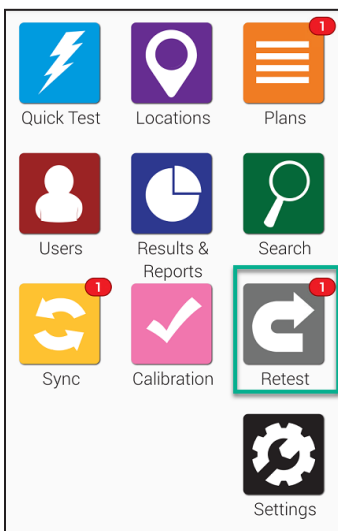 1
Quick Test Locations Plans
Users Results & Search
Reports
1 1
Sync Calibration Retest
Settings